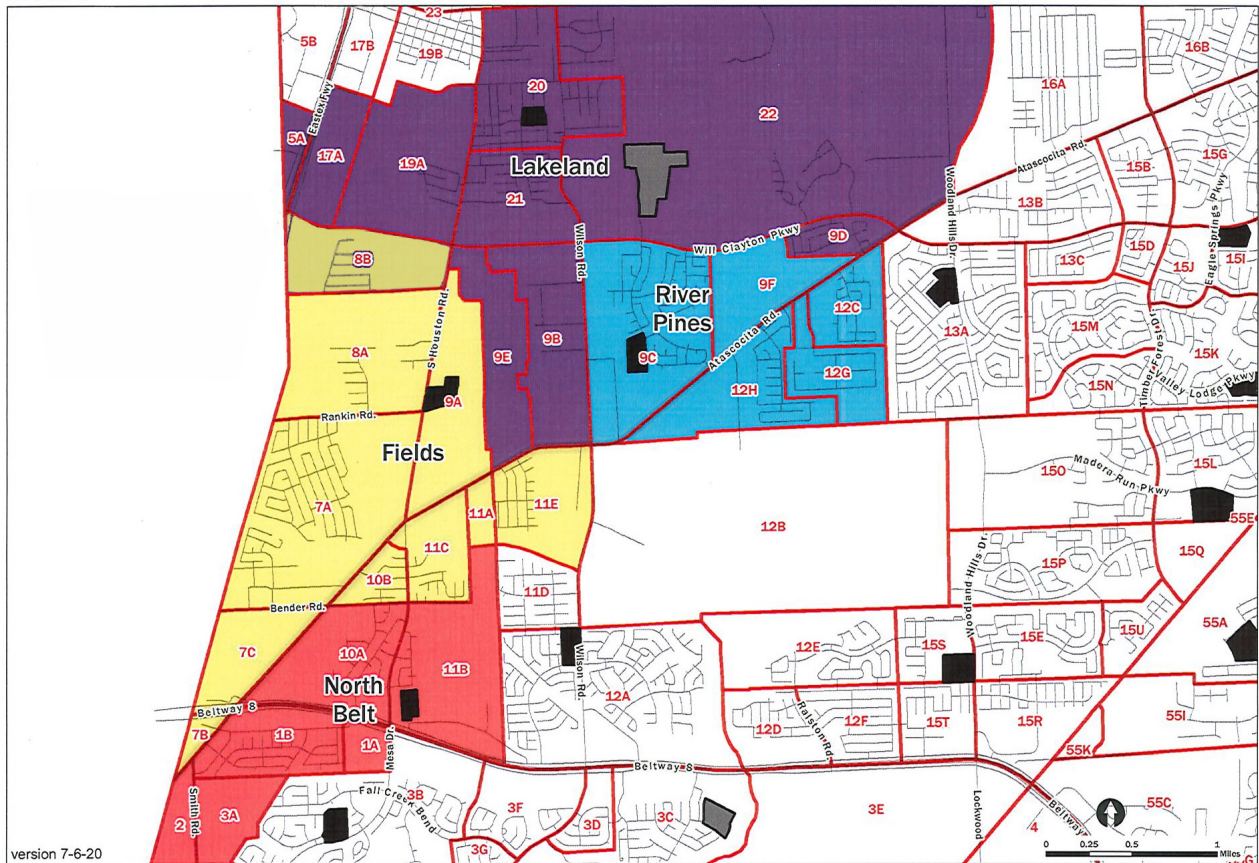 23
5B
17B
19B
16B
Eastex Fwy
20
22
16A
5A
17A
19A
Lakeland
Atascocita Rd.
15B
15G
21
Woodland Hills Dr.
13B
Eagle Springs Pkwy
Wilson Rd.
Will Clayton Pkwy
9D
15D
13C
15I
15J
8B
9F
River
Pines
12C
13A
S Houston Rd.
9E
9B
Atascocita Rd.
15M
Timber Forest Dr.
8A
9C
12G
15K
15N
Valley Lodge Pkwy
12H
9A
Rankin Rd.
Fields
15O
Madera Run Pkwy
15L
7A
11A
11E
12B
55E
11C
Woodland Hills Dr.
15Q
10B
15P
11D
Bender Rd.
15U
55A
7C
10A
11B
12E
15S
15E
North
Belt
Wilson Rd.
12A
Beltway 8
12D
Ralston Rd.
12F
15T
15R
55I
7B
1B
1A
Mesa Dr.
55K
Beltway 8
Smith Rd.
Fall Creek Bend
3B
3F
3D
3C
3E
Lockwood
Beltway
55C
2
3A
3G
4
version 7-6-20
0
0.25
0.5
1
Miles